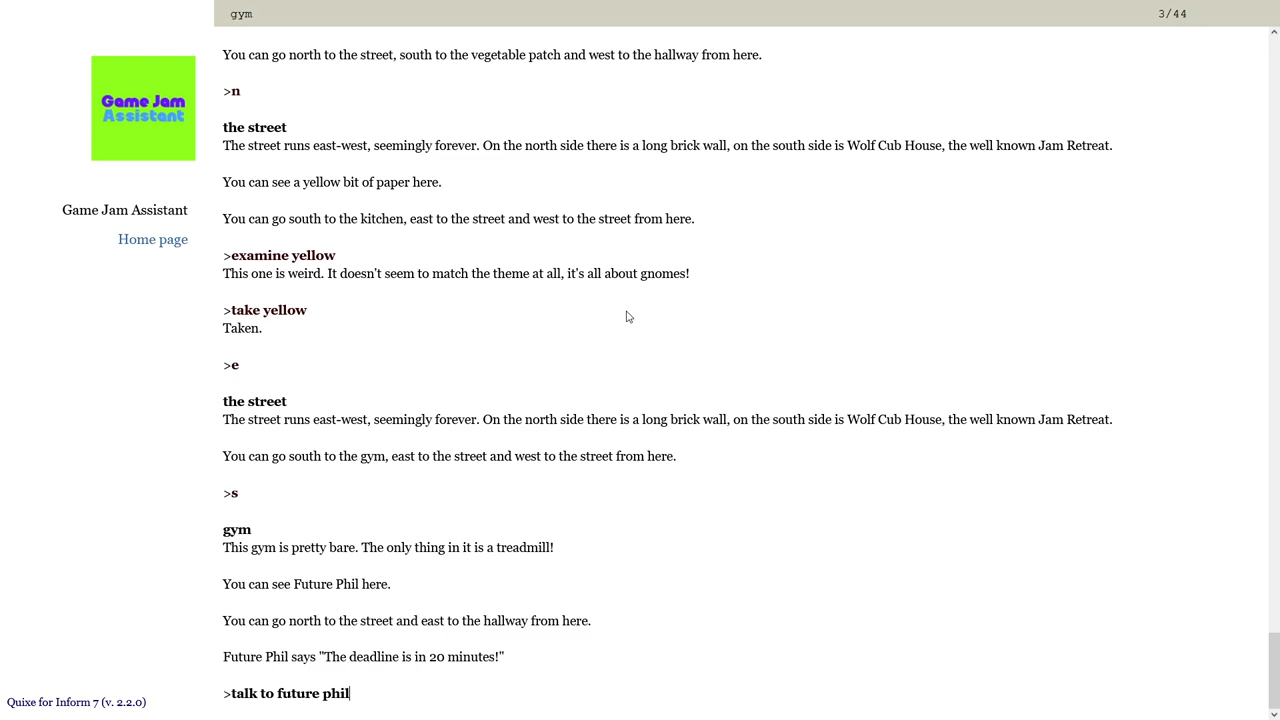 gym 3/44
You can go north to the street, south to the vegetable patch and west to the hallway from here.
>n
Game Jam
Assistant
the street
The street runs east-west, seemingly forever. On the north side there is a long brick wall, on the south side is Wolf Cub House, the well known Jam Retreat.
You can see a yellow bit of paper here.
Game Jam Assistant
You can go south to the kitchen, east to the street and west to the street from here.
Home page
>examine yellow
This one is weird. It doesn't seem to match the theme at all, it's all about gnomes!
>take yellow
Taken.
>e
the street
The street runs east-west, seemingly forever. On the north side there is a long brick wall, on the south side is Wolf Cub House, the well known Jam Retreat.
You can go south to the gym, east to the street and west to the street from here.
>s
gym
This gym is pretty bare. The only thing in it is a treadmill!
You can see Future Phil here.
You can go north to the street and east to the hallway from here.
Future Phil says "The deadline is in 20 minutes!"
>talk to future phil
Quixe for Inform 7 (v. 2.2.0)